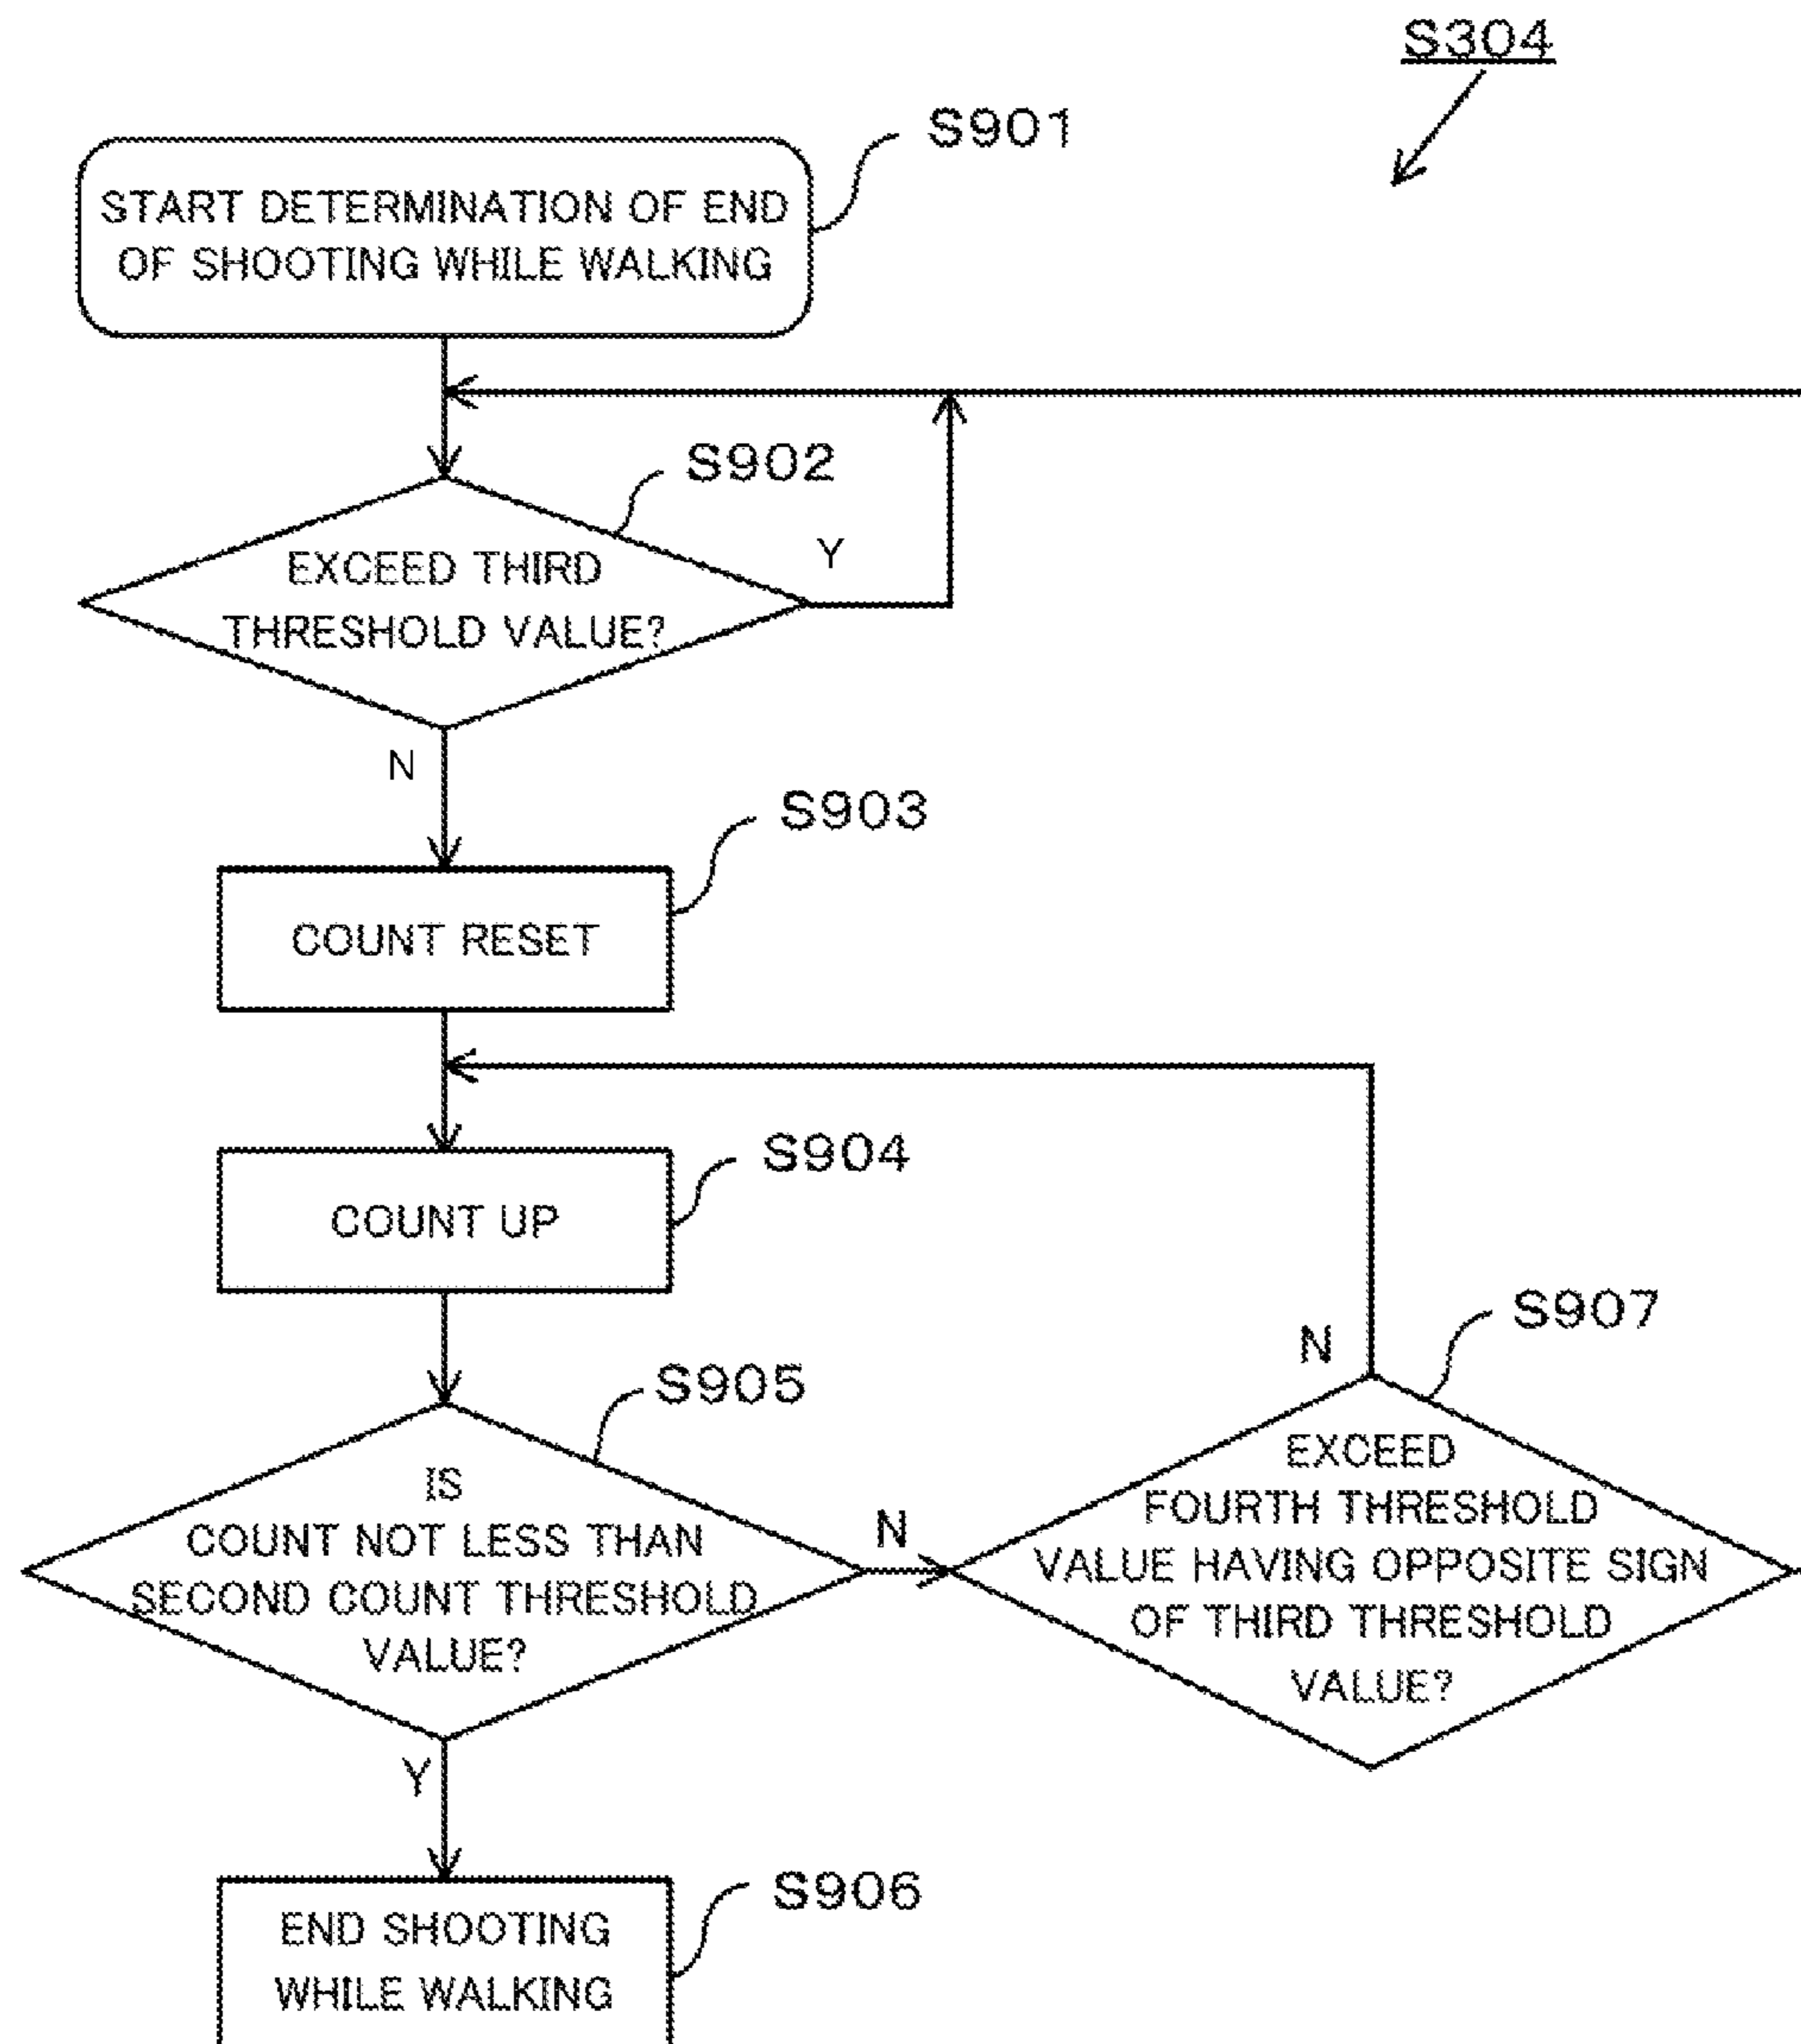 S304
S901
START DETERMINATION OF END
OF SHOOTING WHILE WALKING
S902
EXCEED THIRD
THRESHOLD VALUE?
Y
N
S903
COUNT RESET
S904
COUNT UP
S905
IS
COUNT NOT LESS THAN
SECOND COUNT THRESHOLD
VALUE?
N
Y
S907
N
EXCEED
FOURTH THRESHOLD
VALUE HAVING OPPOSITE SIGN
OF THIRD THRESHOLD
VALUE?
S906
END SHOOTING
WHILE WALKING